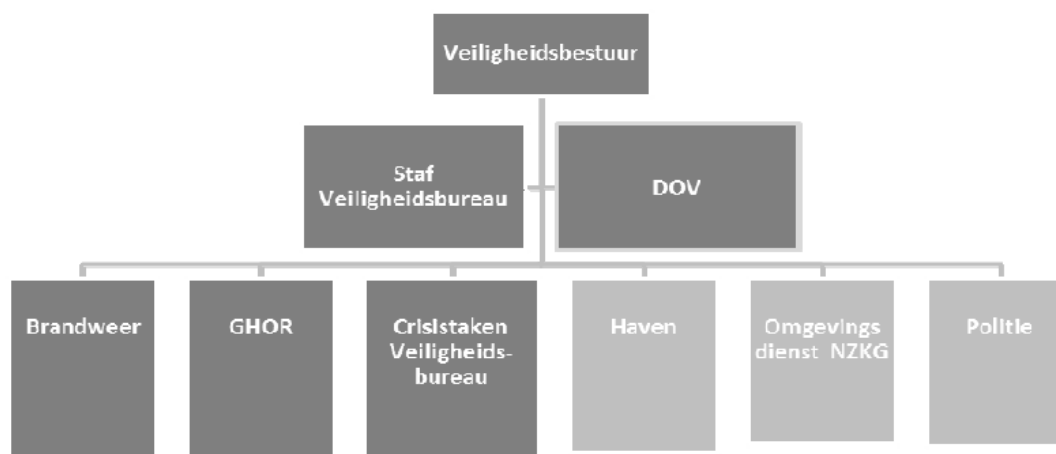 Veiligheidsbestuur
Staf
Veiligheidsbureau
DOV
Brandweer
GHOR
Crisistaken
Veiligheids-
bureau
Haven
Omgevings
dienst NZKG
Politie